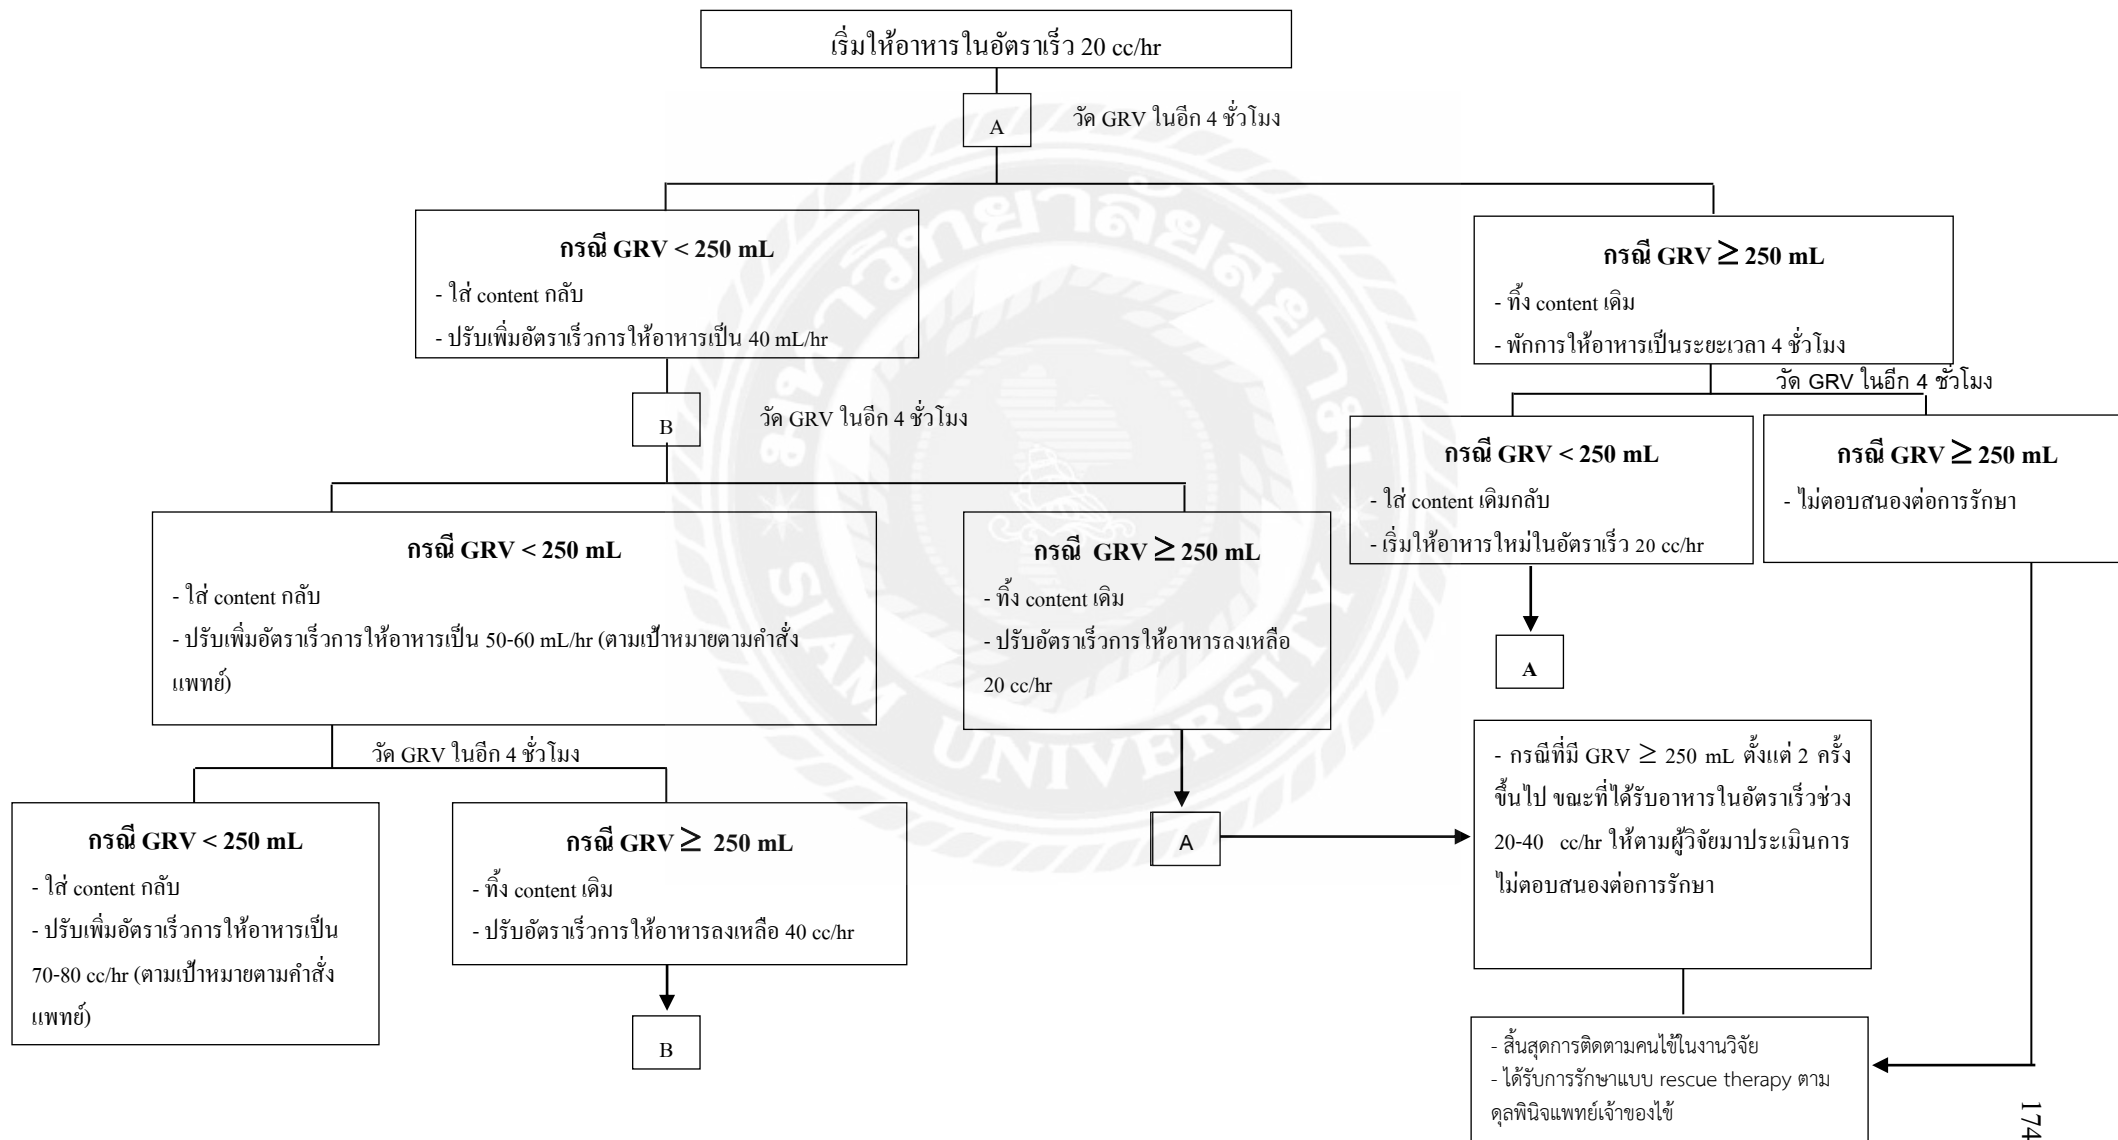 เริ่มให้อาหารในอัตราเร็ว 20 cc/hr
A
วัด GRV ในอีก 4 ชั่วโมง
กรณี GRV < 250 mL
- ใส่ content กลับ
- ปรับเพิ่มอัตราเร็วการให้อาหารเป็น 40 mL/hr
กรณี GRV ≥ 250 mL
- ทิ้ง content เดิม
- พักการให้อาหารเป็นระยะเวลา 4 ชั่วโมง
วัด GRV ในอีก 4 ชั่วโมง
B
วัด GRV ในอีก 4 ชั่วโมง
กรณี GRV < 250 mL
- ใส่ content เดิมกลับ
- เริ่มให้อาหารใหม่ในอัตราเร็ว 20 cc/hr
กรณี GRV ≥ 250 mL
- ไม่ตอบสนองต่อการรักษา
A
กรณี GRV < 250 mL
- ใส่ content กลับ
- ปรับเพิ่มอัตราเร็วการให้อาหารเป็น 50-60 mL/hr (ตามเป้าหมายตามคำสั่ง
แพทย์)
กรณี GRV ≥ 250 mL
- ทิ้ง content เดิม
- ปรับอัตราเร็วการให้อาหารลงเหลือ
20 cc/hr
วัด GRV ในอีก 4 ชั่วโมง
กรณี GRV < 250 mL
- ใส่ content กลับ
- ปรับเพิ่มอัตราเร็วการให้อาหารเป็น
70-80 cc/hr (ตามเป้าหมายตามคำสั่ง
แพทย์)
กรณี GRV ≥ 250 mL
- ทิ้ง content เดิม
- ปรับอัตราเร็วการให้อาหารลงเหลือ 40 cc/hr
B
A
- กรณีที่มี GRV ≥ 250 mL ตั้งแต่ 2 ครั้ง
ขึ้นไป ขณะที่ได้รับอาหารในอัตราเร็วช่วง
20-40 cc/hr ให้ตามผู้วิจัยมาประเมินการ
ไม่ตอบสนองต่อการรักษา
- สิ้นสุดการติดตามคนไข้ในงานวิจัย
- ได้รับการรักษาแบบ rescue therapy ตาม
ดุลพินิจแพทย์เจ้าของไข้
174
มหาวิทยาลัยสยาม
SIAM UNIVERSITY